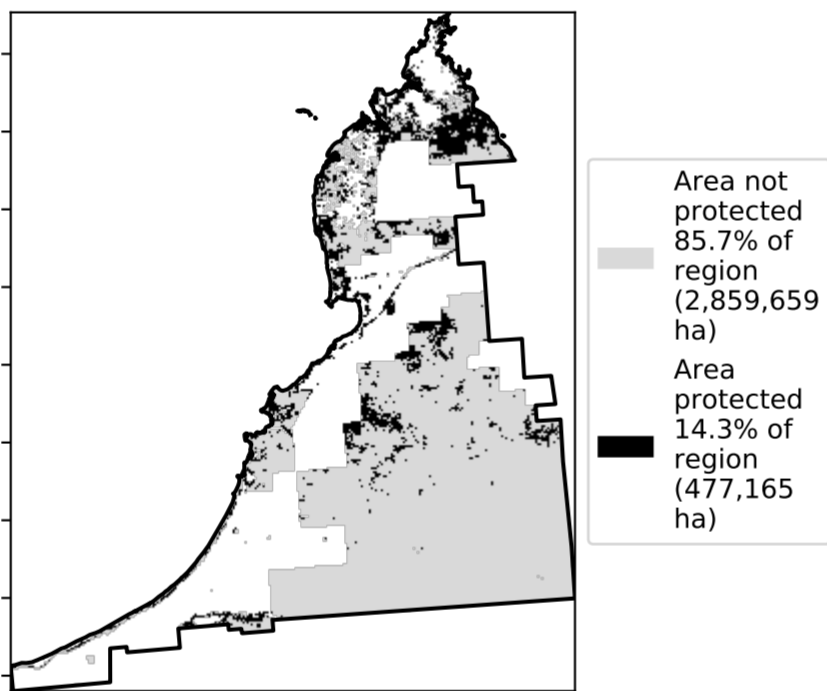 Area not
protected
85.7% of
region
(2,859,659
ha)
Area
protected
14.3% of
region
(477,165
ha)